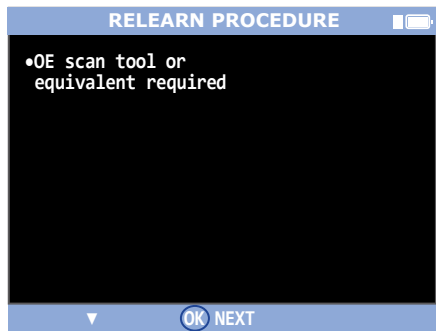 RELEARN PROCEDURE
•OE scan tool or
equivalent required
▼ OK NEXT